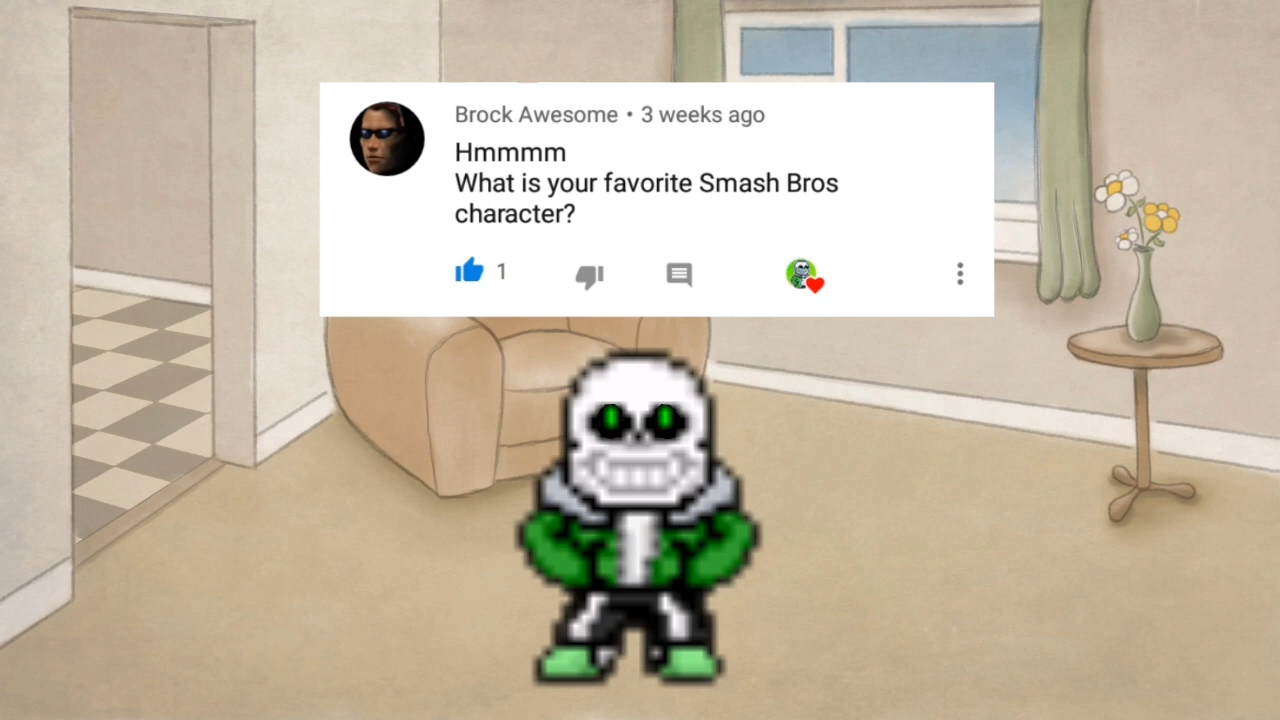 Brock Awesome • 3 weeks ago
Hmmmm
What is your favorite Smash Bros
character?
1